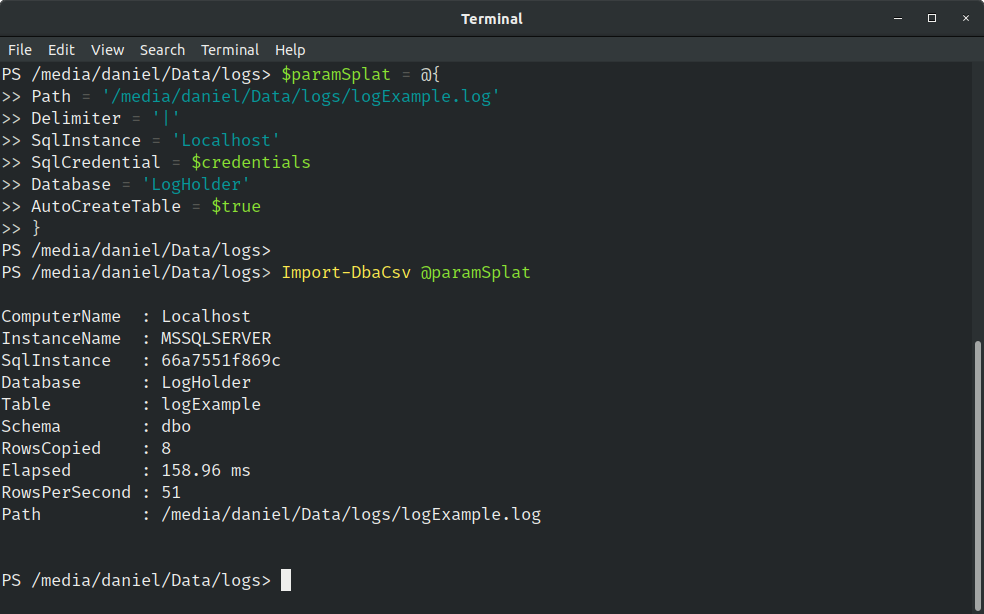 Terminal
File Edit View Search Terminal Help
PS /media/daniel/Data/logs> $paramSplat = @{
>> Path = '/media/daniel/Data/logs/logExample.log'
>> Delimiter = '|'
>> SqlInstance = 'Localhost'
>> SqlCredential = $credentials
>> Database = 'LogHolder'
>> AutoCreateTable = $true
>> }
PS /media/daniel/Data/logs>
PS /media/daniel/Data/logs> Import-DbaCsv @paramSplat
ComputerName : Localhost
InstanceName : MSSQLSERVER
SqlInstance : 66a7551f869c
Database : LogHolder
Table : logExample
Schema : dbo
RowsCopied : 8
Elapsed : 158.96 ms
RowsPerSecond : 51
Path : /media/daniel/Data/logs/logExample.log
PS /media/daniel/Data/logs>